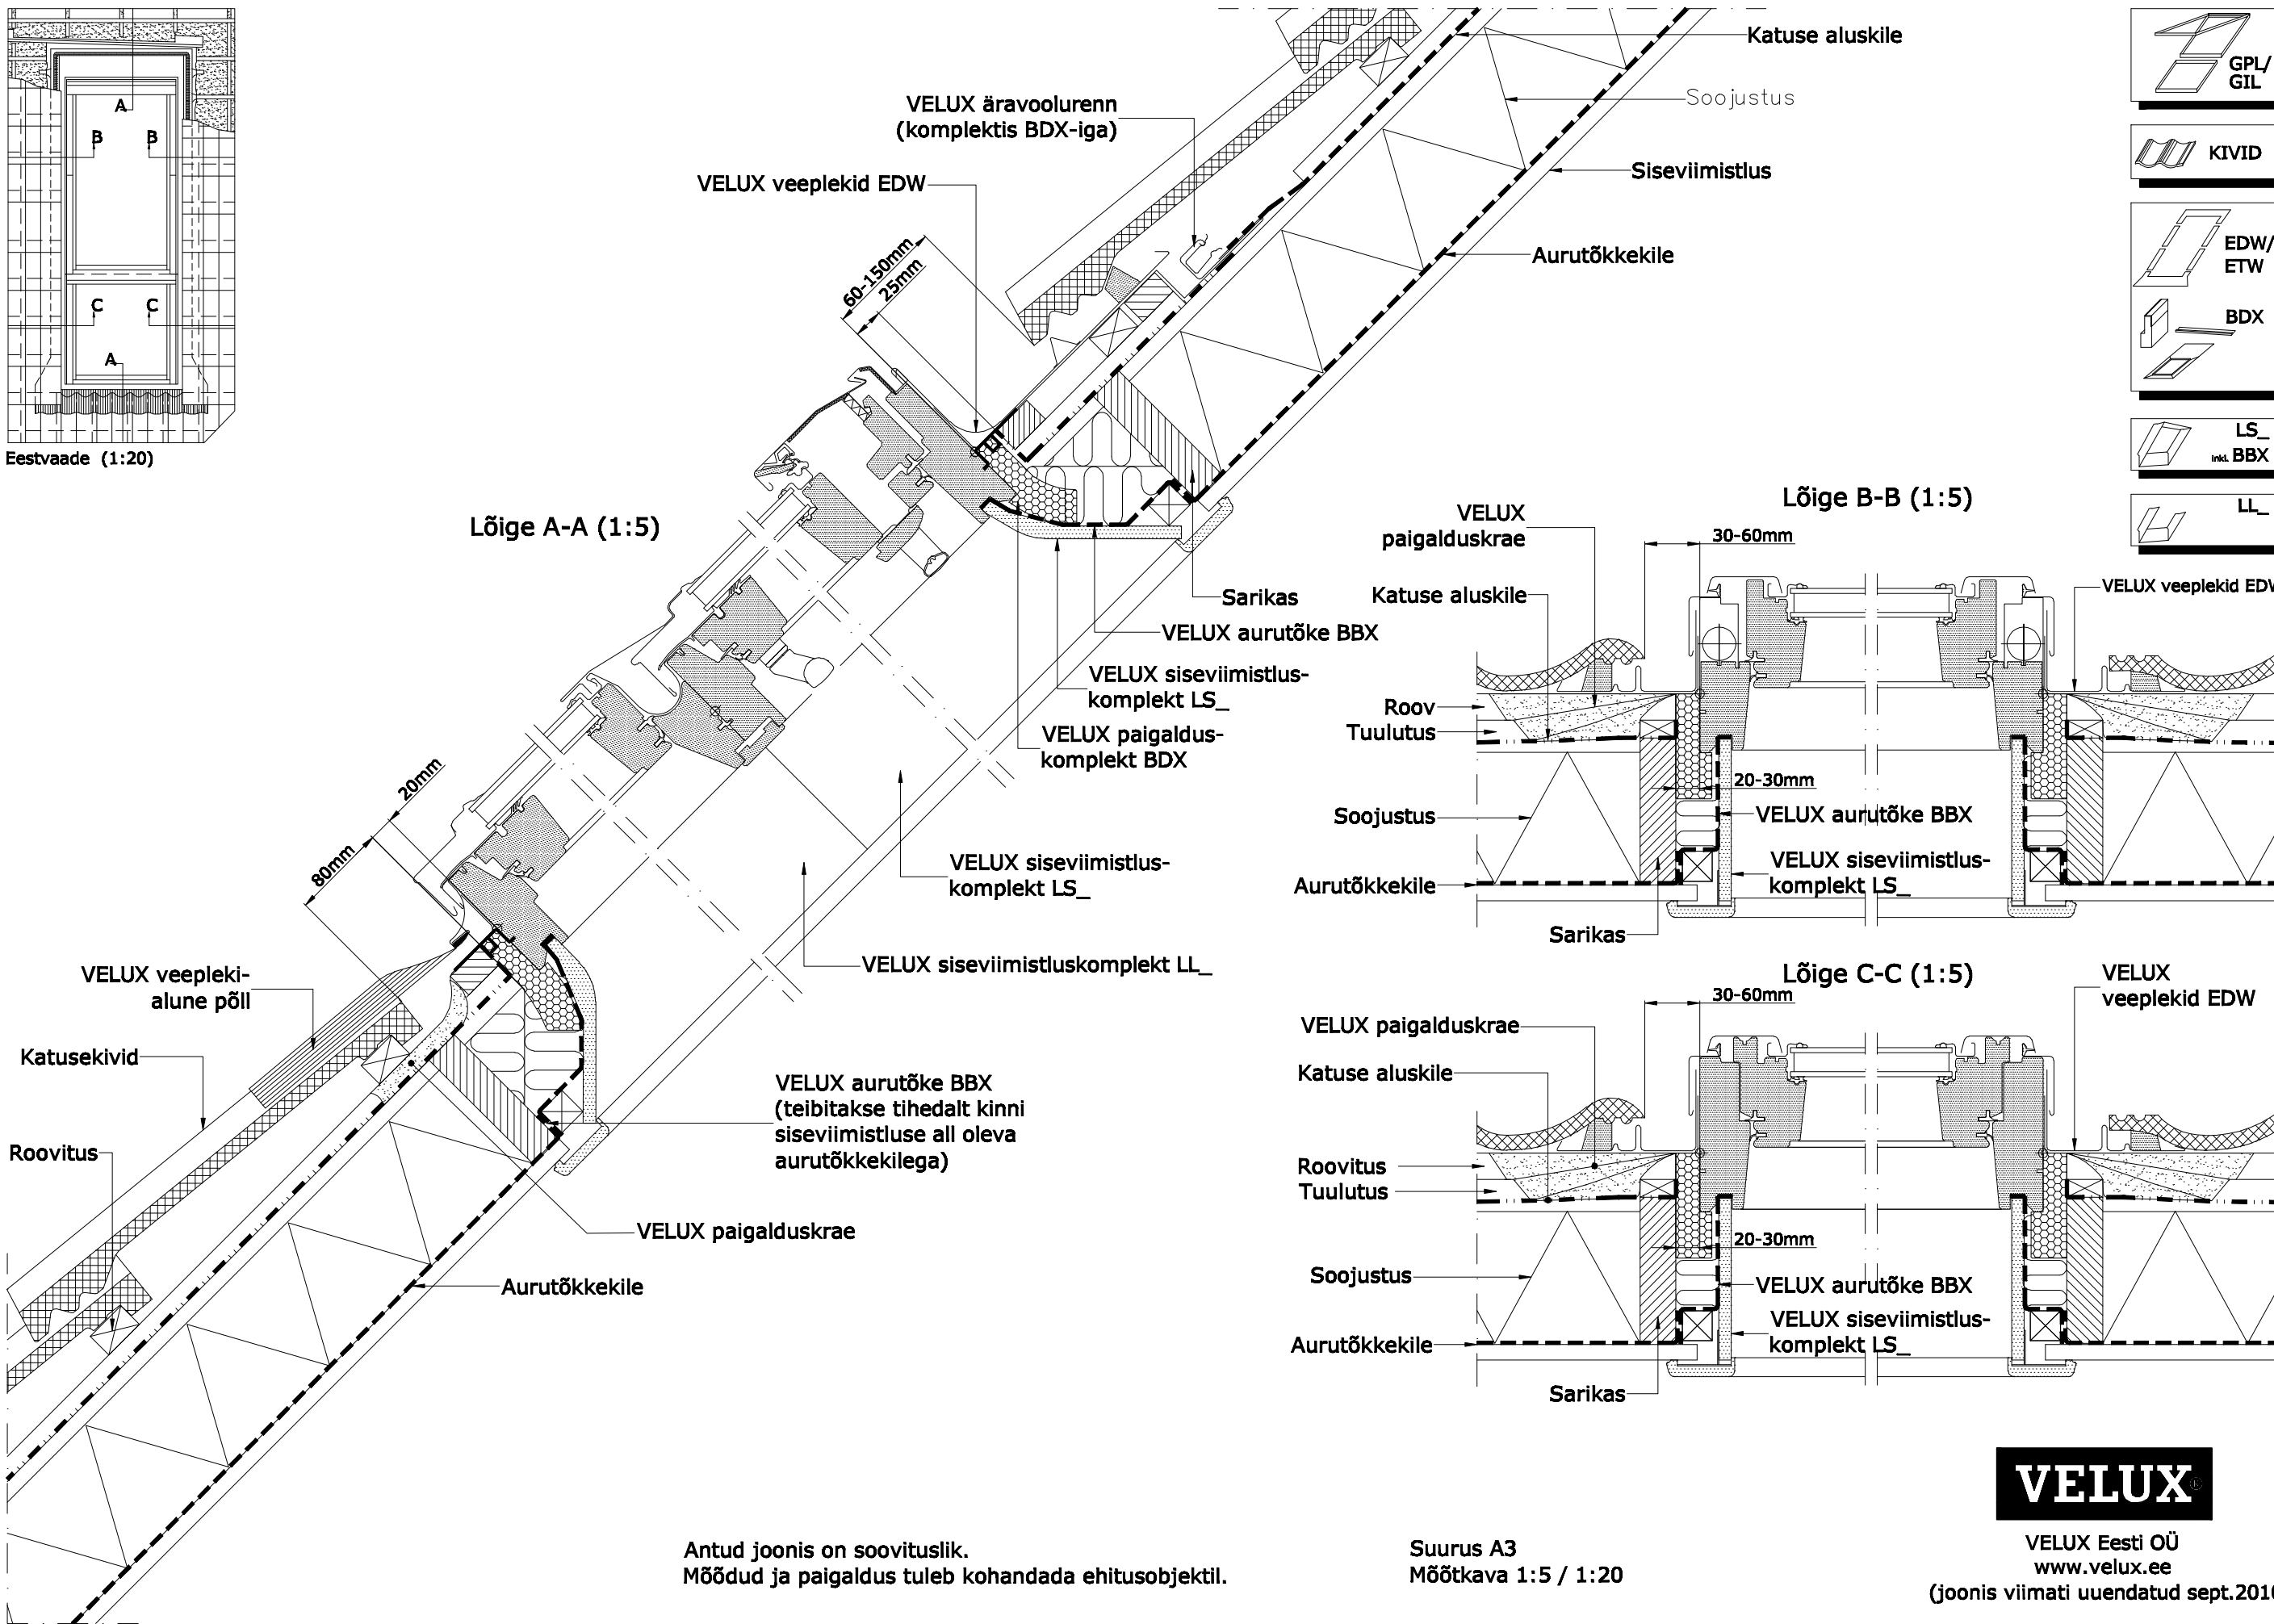 A
B
B
C
C
A
Eestvaade (1:20)
Lõige A-A (1:5)
VELUX äravoolurenn
(komplektis BDX-iga)
VELUX veeplekid EDW
60-150mm
25mm
Katuse aluskile
Soojustus
Siseviimistlus
Aurutõkkekile
Sarikas
VELUX aurutõke BBX
VELUX siseviimistlus-
komplekt LS_
VELUX paigaldus-
komplekt BDX
VELUX siseviimistlus-
komplekt LS_
VELUX siseviimistluskomplekt LL_
20mm
80mm
VELUX veepleki-
alune põll
Katusekivid
Roovitus
VELUX aurutõke BBX
(teibitakse tihedalt kinni
siseviimistluse all oleva
aurutõkkekilega)
VELUX paigalduskrae
Aurutõkkekile
GPL/
GIL
KIVID
EDW/
ETW
BDX
LS_
inkl. BBX
LL_
Lõige B-B (1:5)
VELUX
paigalduskrae
30-60mm
Katuse aluskile
VELUX veeplekid
Roov
Tuulutus
20-30mm
Soojustus
VELUX aurutõke BBX
VELUX siseviimistlus-
komplekt LS_
Aurutõkkekile
Sarikas
Lõige C-C (1:5)
30-60mm
VELUX
veeplekid EDW
VELUX paigalduskrae
Katuse aluskile
Roovitus
Tuulutus
20-30mm
Soojustus
VELUX aurutõke BBX
VELUX siseviimistlus-
komplekt LS_
Aurutõkkekile
Sarikas
Antud joonis on soovituslik.
Mõõdud ja paigaldus tuleb kohandada ehitusobjektil.
Suurus A3
Mõõtkava 1:5 / 1:20
VELUX®
VELUX Eesti OÜ
www.velux.ee
(joonis viimati uuendatud